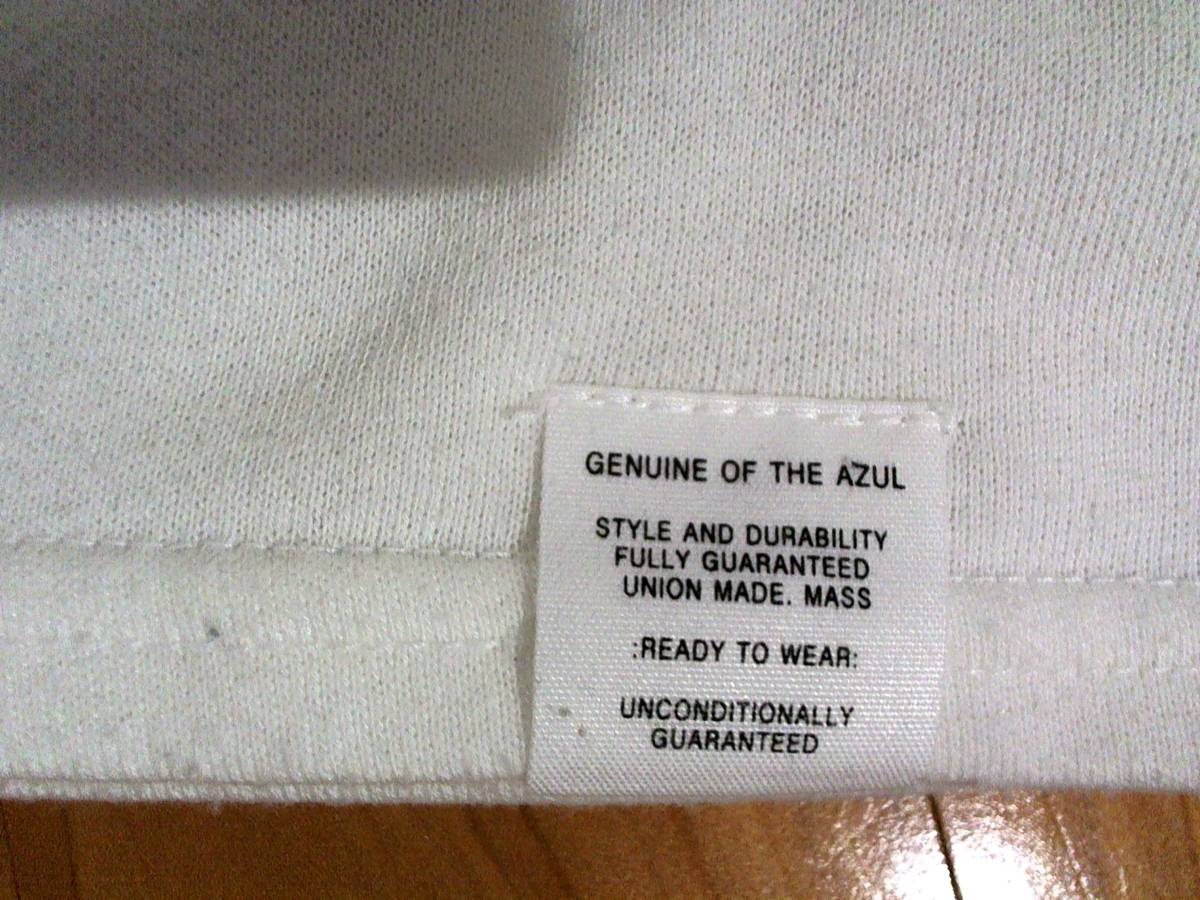 GENUINE OF THE AZUL
STYLE AND DURABILITY
FULLY GUARANTEED
UNION MADE. MASS
:READY TO WEAR:
UNCONDITIONALLY
GUARANTEED